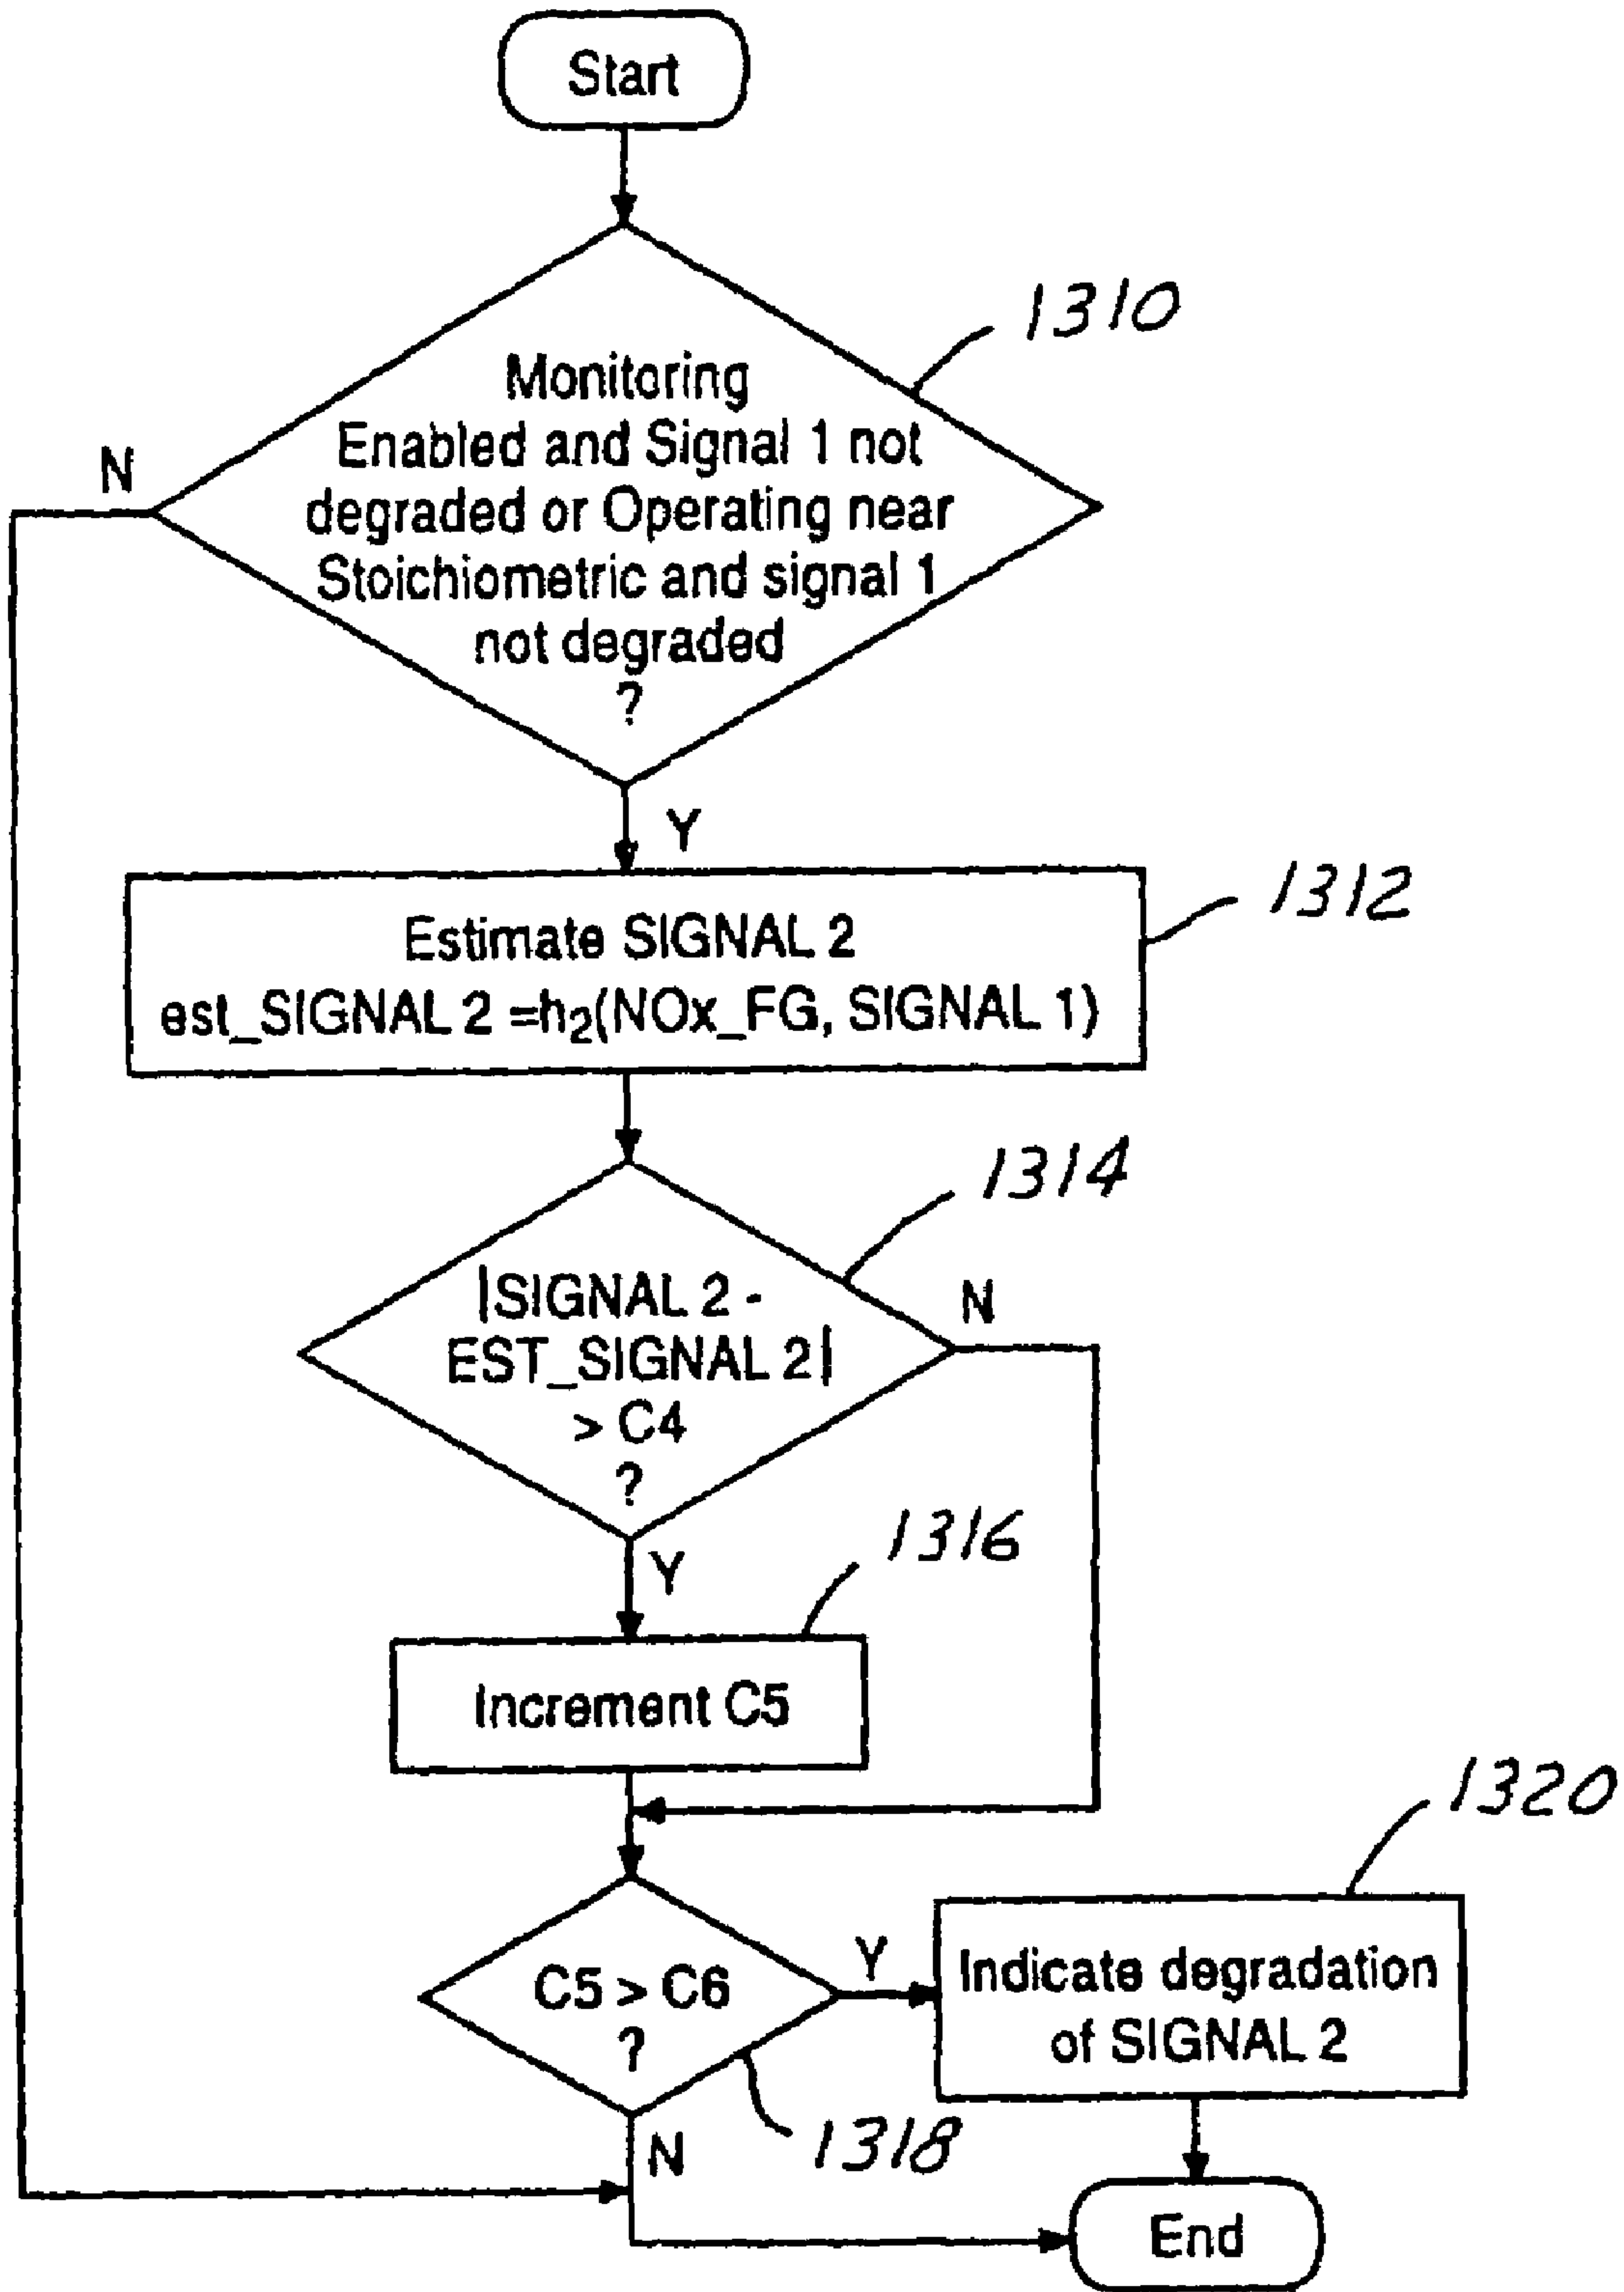 Start
1310
Monitoring
Enabled and Signal 1 not
degraded or Operating near
Stoichiometric and signal 1
not degraded
?
N
Y
1312
Estimate SIGNAL 2
est_SIGNAL 2 =h₂(NOx_FG, SIGNAL 1)
1314
|SIGNAL 2 -
EST_SIGNAL 2|
> C4
?
N
Y
1316
Increment C5
1320
C5 > C6
?
Y
Indicate degradation
of SIGNAL 2
1318
N
End